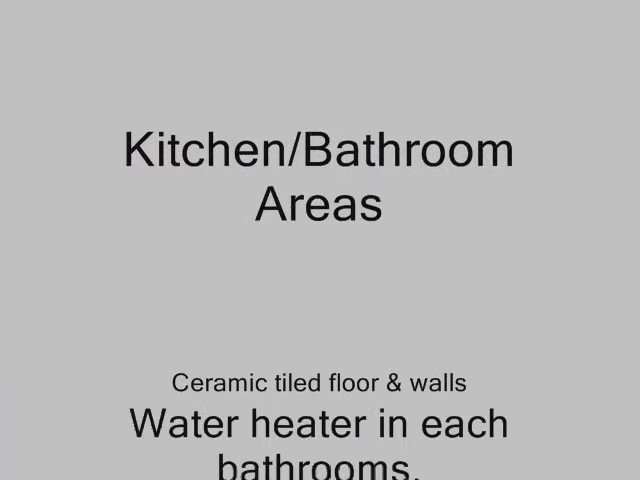 Kitchen/Bathroom
Areas
Ceramic tiled floor & walls
Water heater in each
bathrooms.